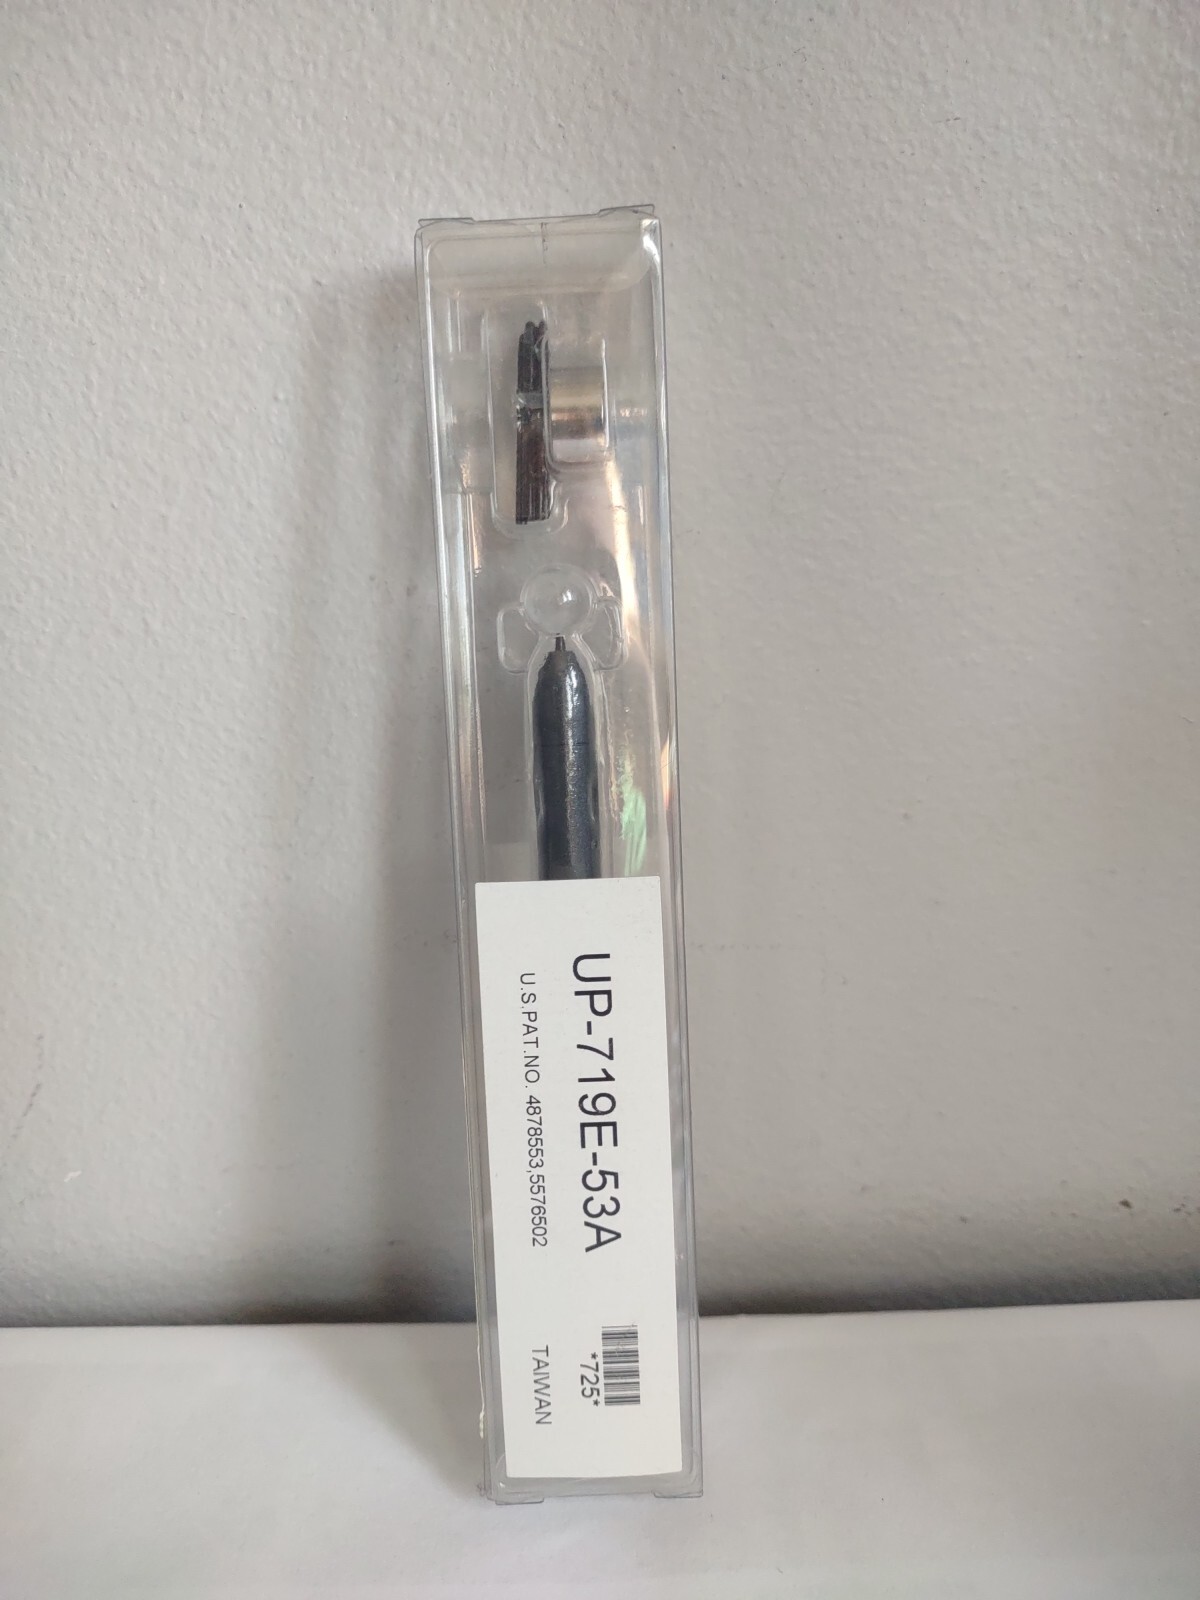 UP-719E-53A
U.S.PAT.NO. 4878553,5576502
*725*
TAIWAN